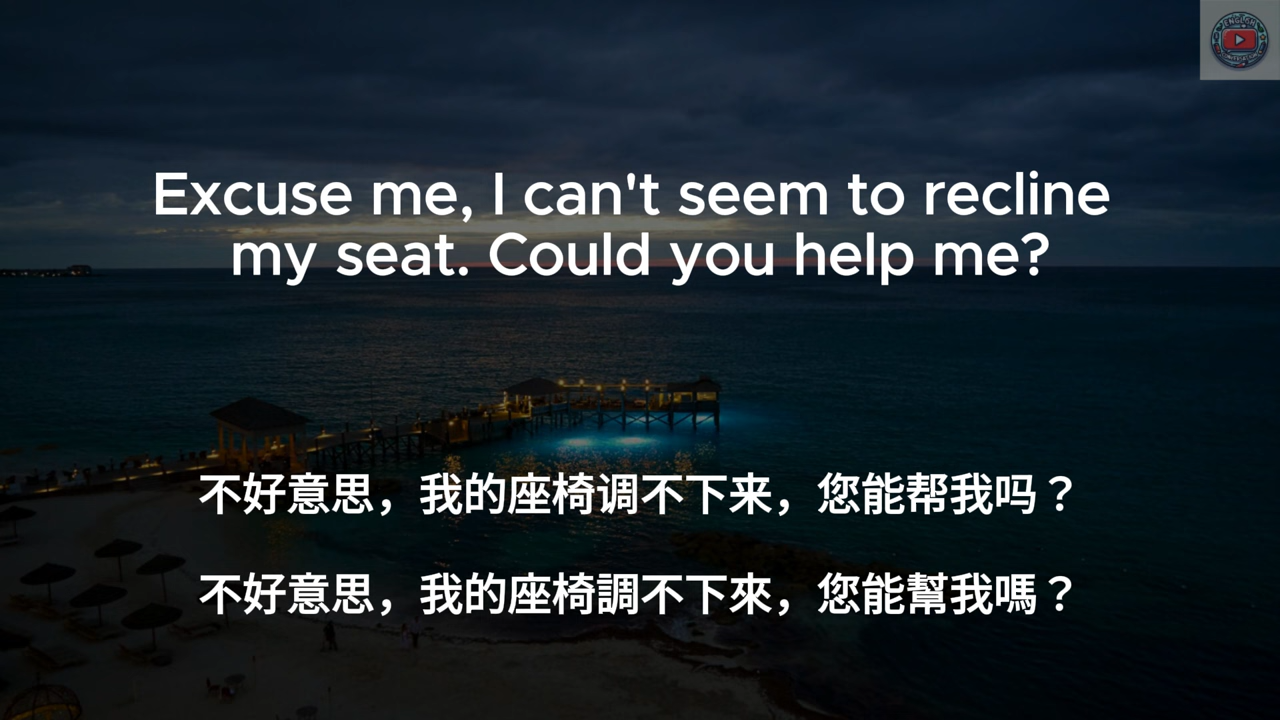 Excuse me, I can't seem to recline
my seat. Could you help me?
不好意思，我的座椅调不下来，您能帮我吗？
不好意思，我的座椅調不下來，您能幫我嗎？